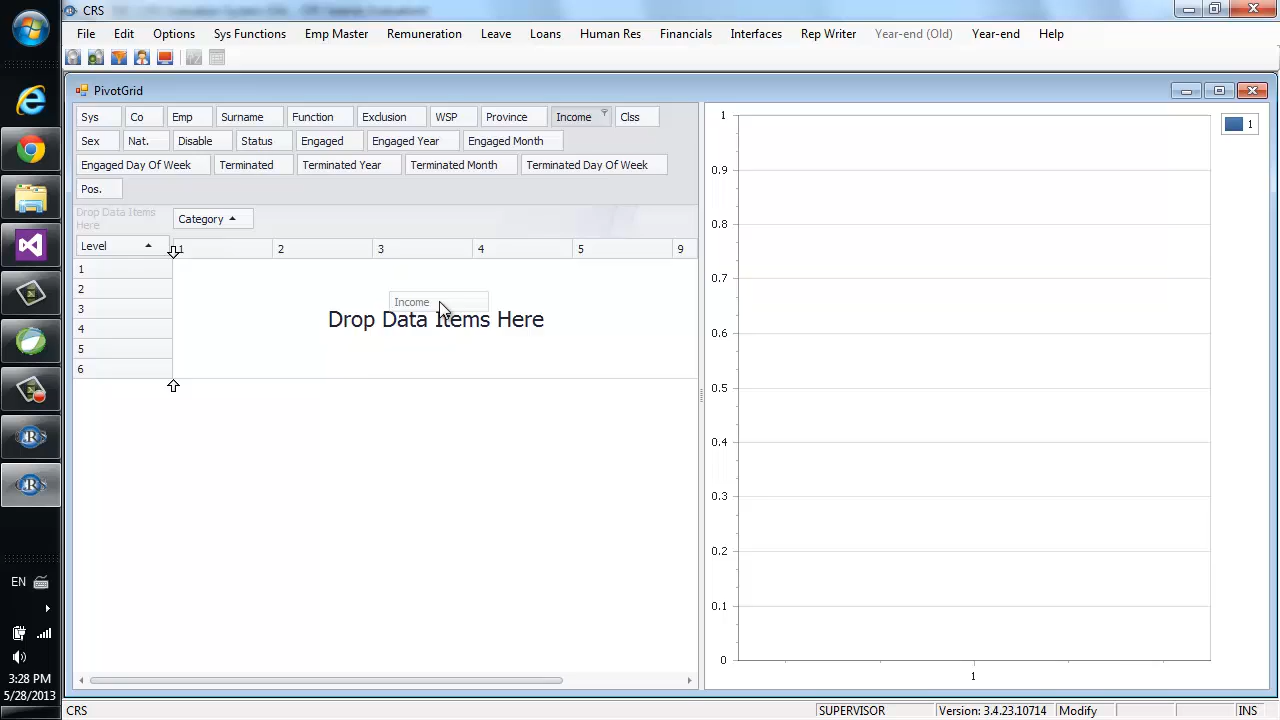 CRS
File Edit Options Sys Functions Emp Master Remuneration Leave Loans Human Res Financials Interfaces Rep Writer Year-end (Old) Year-end Help
PivotGrid
Sys Co Emp Surname Function Exclusion WSP Province Income Clss
Sex Nat. Disable Status Engaged Engaged Year Engaged Month
Engaged Day Of Week Terminated Terminated Year Terminated Month Terminated Day Of Week
Pos.
Drop Data Items
Here
Category
Level
1 2 3 4 5 9
1
2
3
4
5
6
Income
Drop Data Items Here
1
0.9
0.8
0.7
0.6
0.5
0.4
0.3
0.2
0.1
0
1
1
EN
3:28 PM
5/28/2013
CRS SUPERVISOR Version: 3.4.23.10714 Modify INS